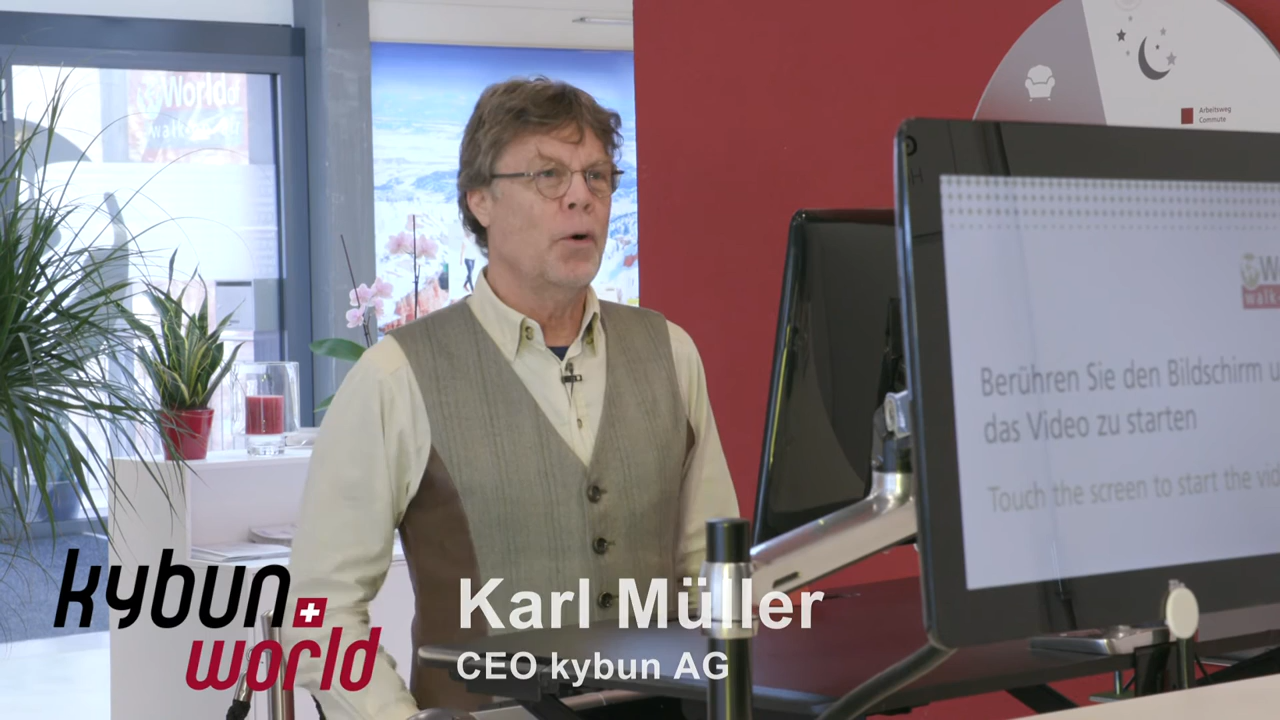 World
Arbeitsweg
Commute
Berühren Sie den Bildschirm
das Video zu starten
Touch the screen to start the
kybun
world
Karl Müller
CEO kybun AG